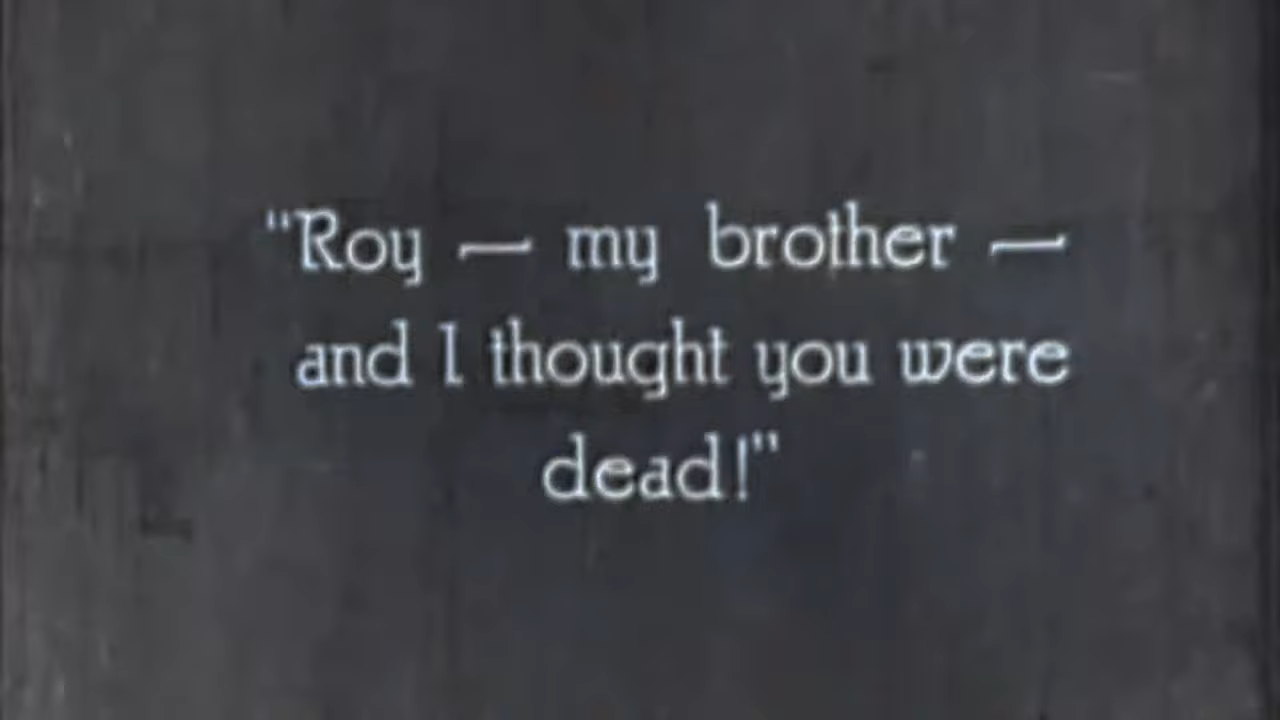 "Roy — my brother —
and I thought you were
dead!"